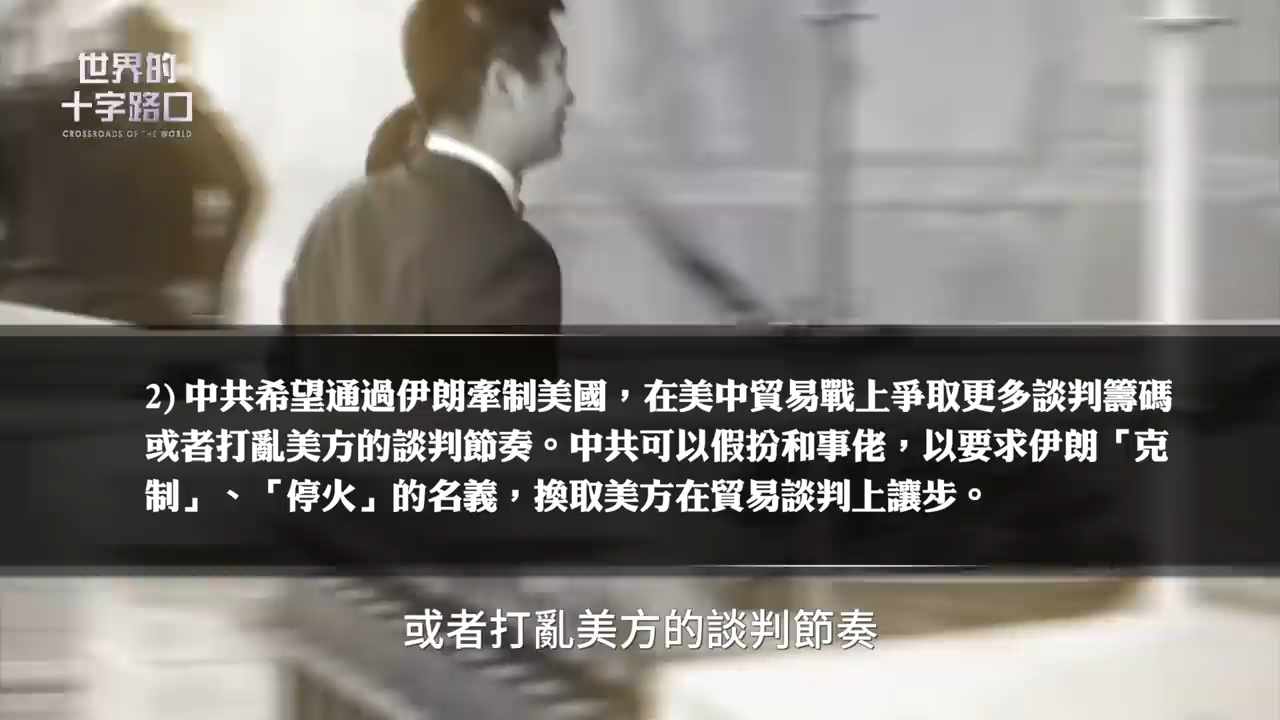 世界的
十字路口
CROSSROADS OF THE WORLD
2) 中共希望通過伊朗牽制美國，在美中貿易戰上爭取更多談判籌碼
或者打亂美方的談判節奏。中共可以假扮和事佬，以要求伊朗「克
制」、「停火」的名義，換取美方在貿易談判上讓步。
或者打亂美方的談判節奏